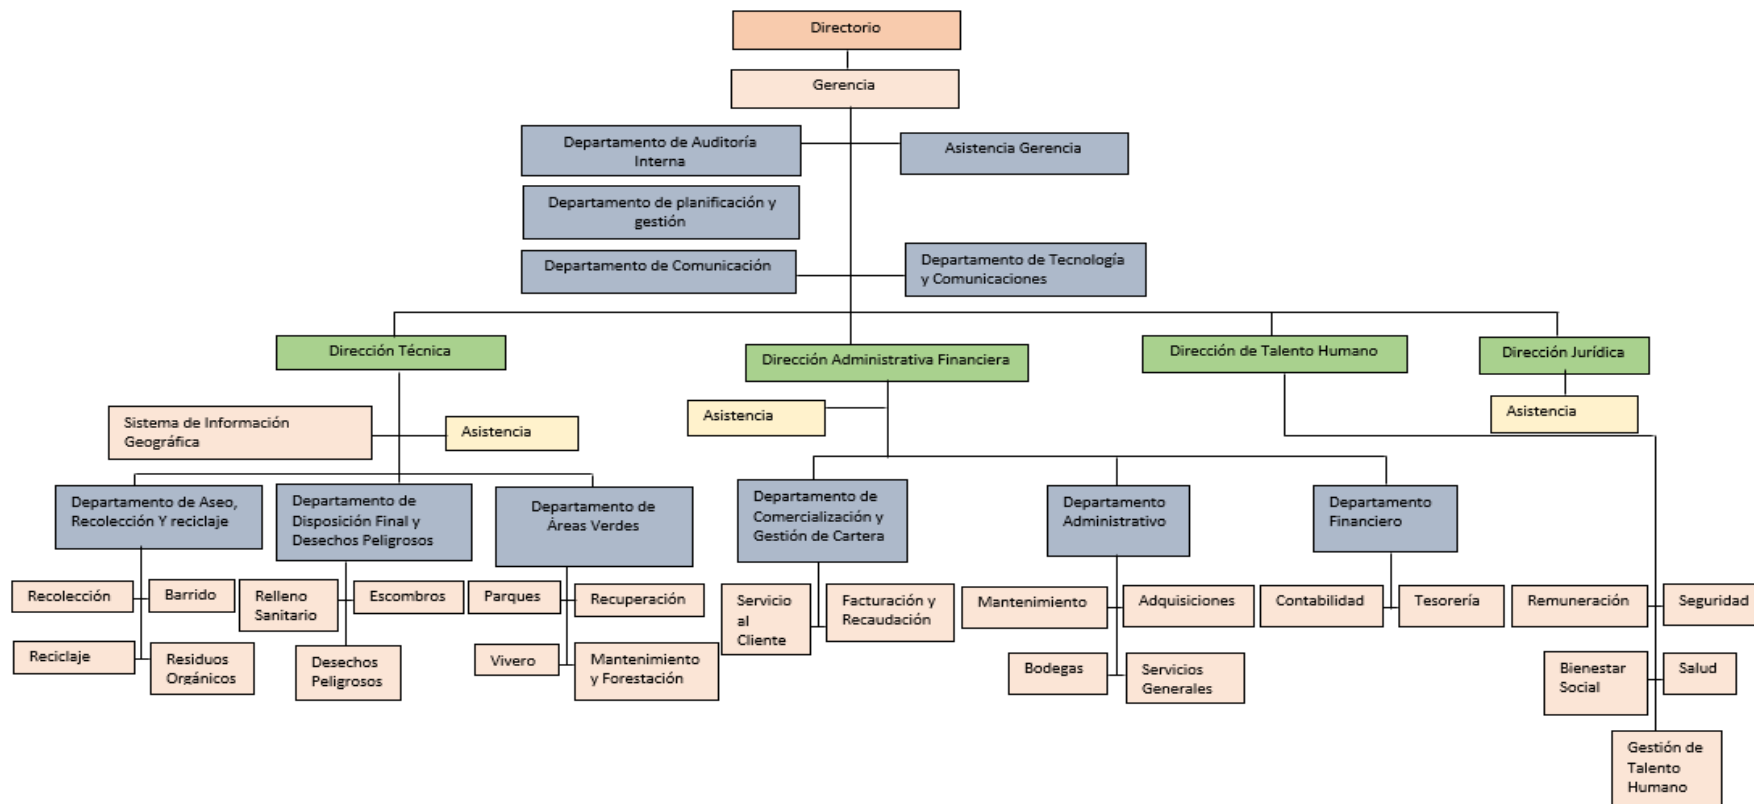 Directorio
Gerencia
Departamento de Auditoría
Interna
Asistencia Gerencia
Departamento de planificación y
gestión
Departamento de Comunicación
Departamento de Tecnología
y Comunicaciones
Dirección Técnica
Dirección Administrativa Financiera
Dirección de Talento Humano
Dirección Jurídica
Sistema de Información
Geográfica
Asistencia
Asistencia
Asistencia
Departamento de Aseo,
Recolección Y reciclaje
Departamento de
Disposición Final y
Desechos Peligrosos
Departamento de
Áreas Verdes
Departamento de
Comercialización y
Gestión de Cartera
Departamento
Administrativo
Departamento
Financiero
Recolección
Barrido
Reciclaje
Residuos
Orgánicos
Relleno
Sanitario
Escombros
Desechos
Peligrosos
Parques
Recuperación
Vivero
Mantenimiento
y Forestación
Servicio
al
Cliente
Facturación y
Recaudación
Mantenimiento
Adquisiciones
Bodegas
Servicios
Generales
Contabilidad
Tesorería
Remuneración
Seguridad
Bienestar
Social
Salud
Gestión de
Talento
Humano